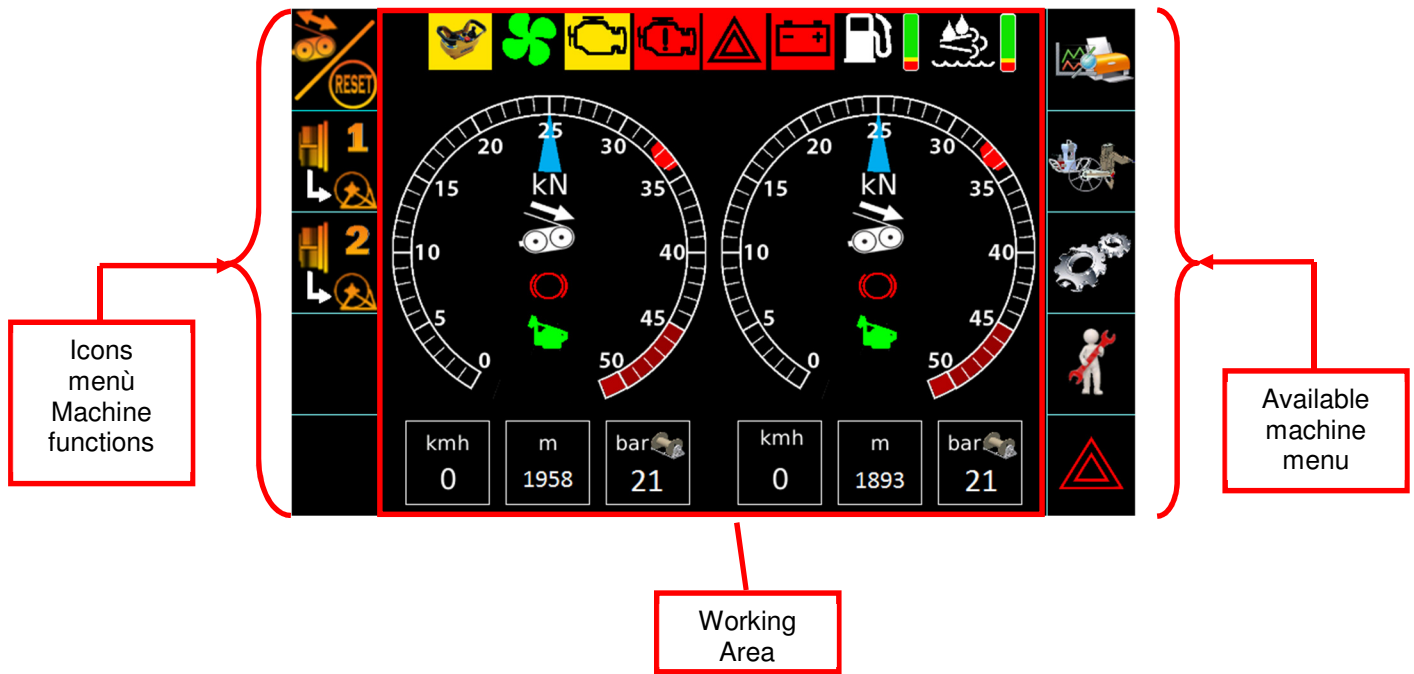 RESET
1
2
Icons
menù
Machine
functions
25
20
30
kN
15
35
10
40
5
45
0
50
25
20
30
kN
15
35
10
40
5
45
0
50
kmh
0
m
1958
bar
21
kmh
0
m
1893
bar
21
Available
machine
menu
Working
Area